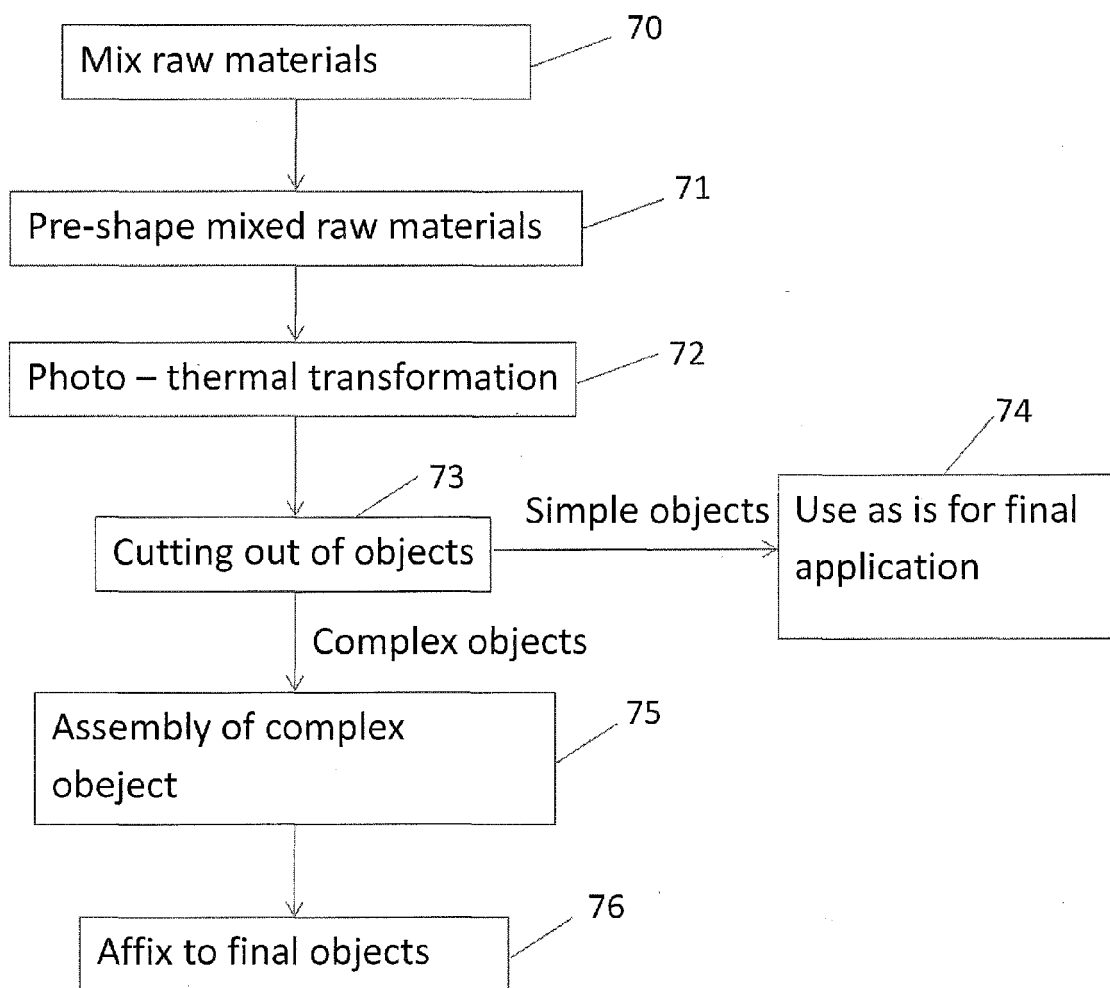 70
Mix raw materials
71
Pre-shape mixed raw materials
72
Photo – thermal transformation
73
74
Cutting out of objects
Simple objects
Use as is for final
application
Complex objects
75
Assembly of complex
obeject
76
Affix to final objects